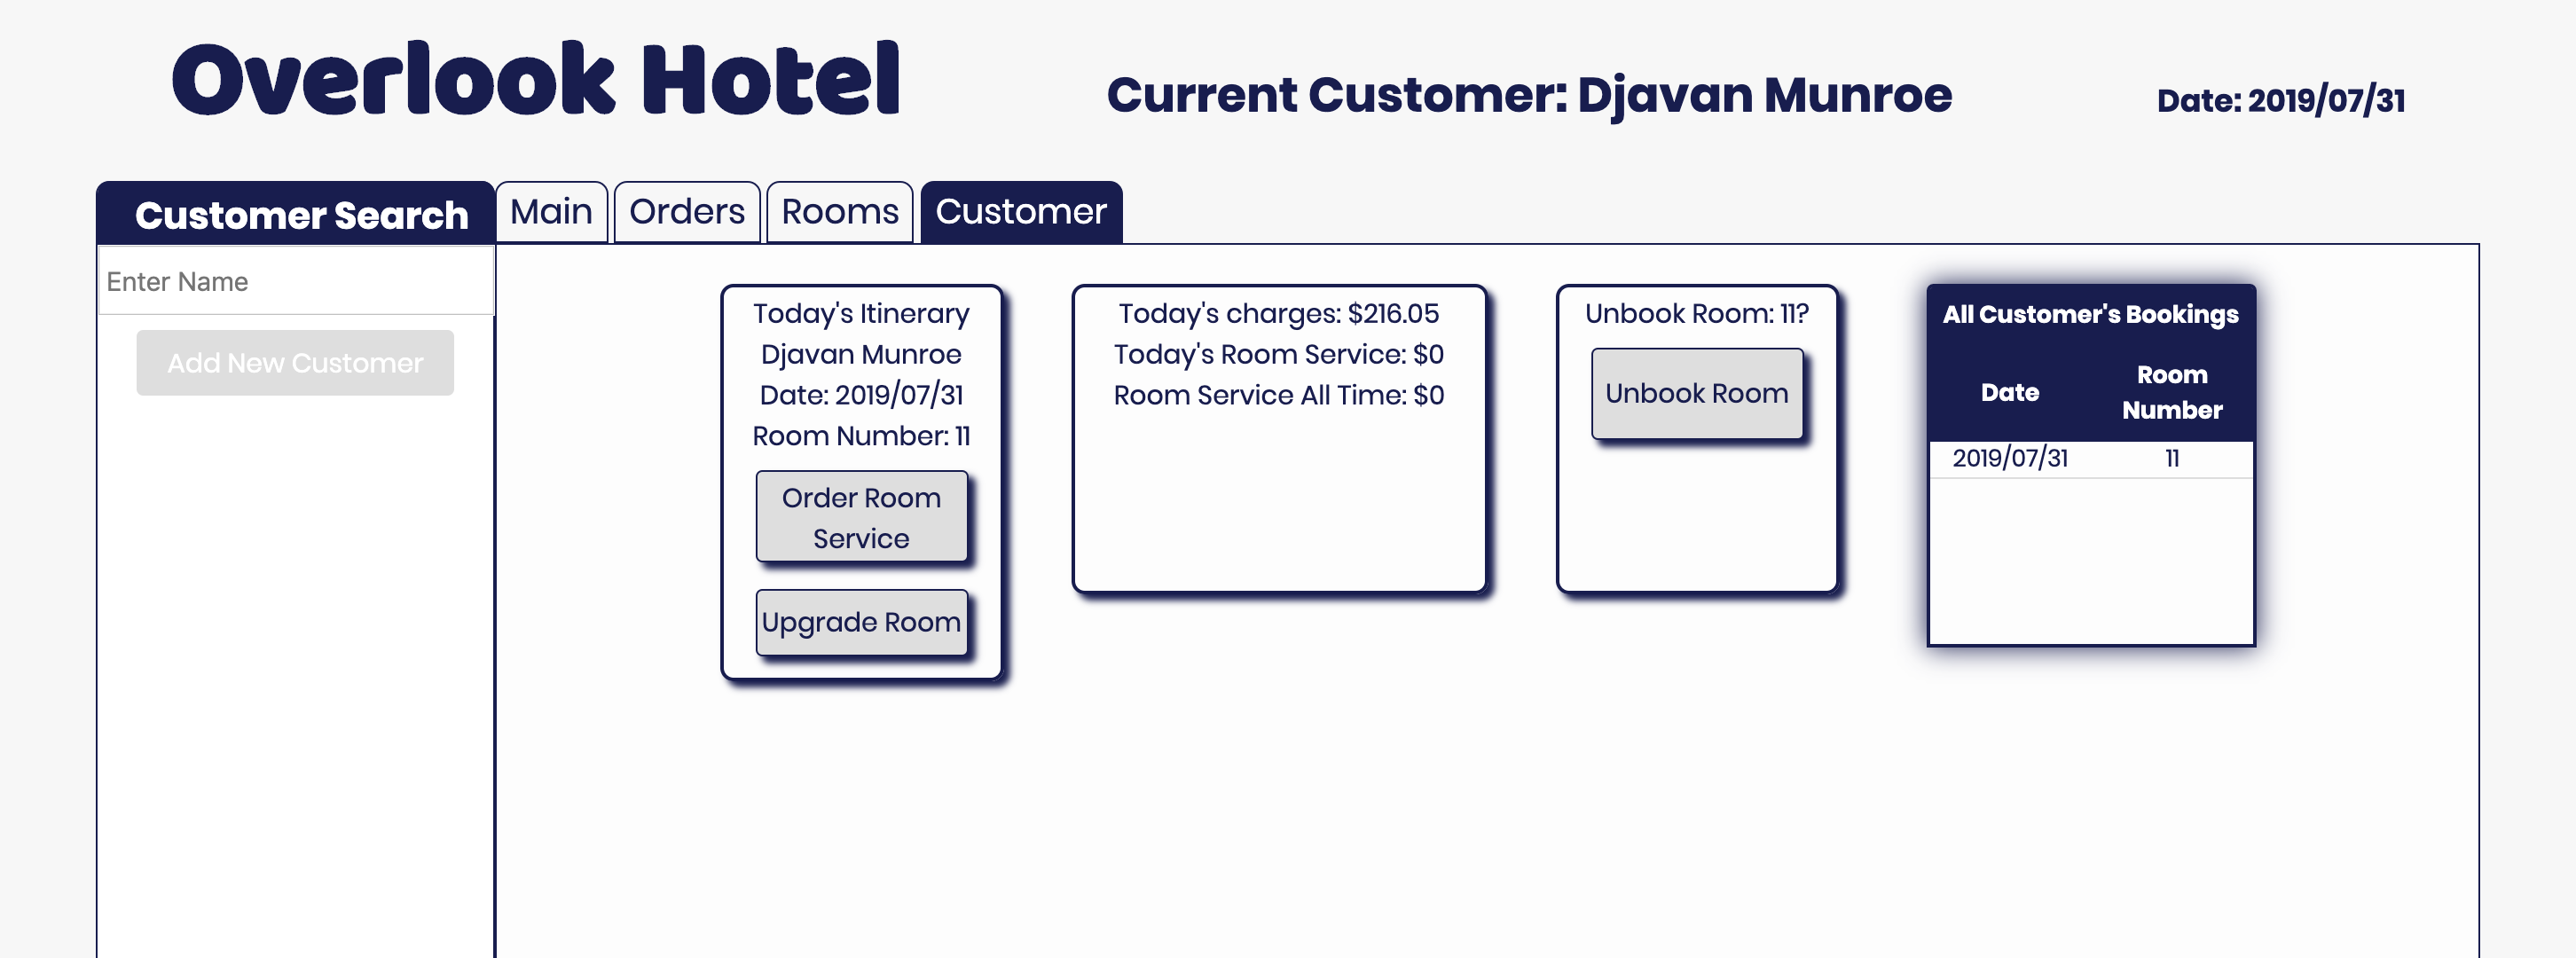 Overlook Hotel
Current Customer: Djavan Munroe
Date: 2019/07/31
Customer Search
Main
Orders
Rooms
Customer
Enter Name
Add New Customer
Today's Itinerary
Djavan Munroe
Date: 2019/07/31
Room Number: 11
Order Room
Service
Upgrade Room
Today's charges: $216.05
Today's Room Service: $0
Room Service All Time: $0
Unbook Room: 11?
Unbook Room
All Customer's Bookings
Date
Room
Number
2019/07/31
11